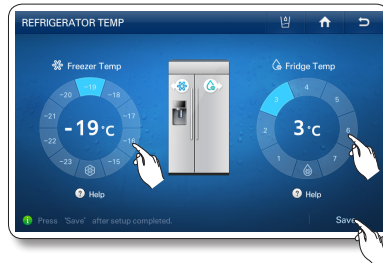 REFRIGERATOR TEMP
Freezer Temp
Fridge Temp
-19
-20
-18
-21
-17
-22
-16
-23
-15
-19°C
4
3
5
2
6
1
7
3°C
Help
Help
Press 'Save' after setup completed.
Save